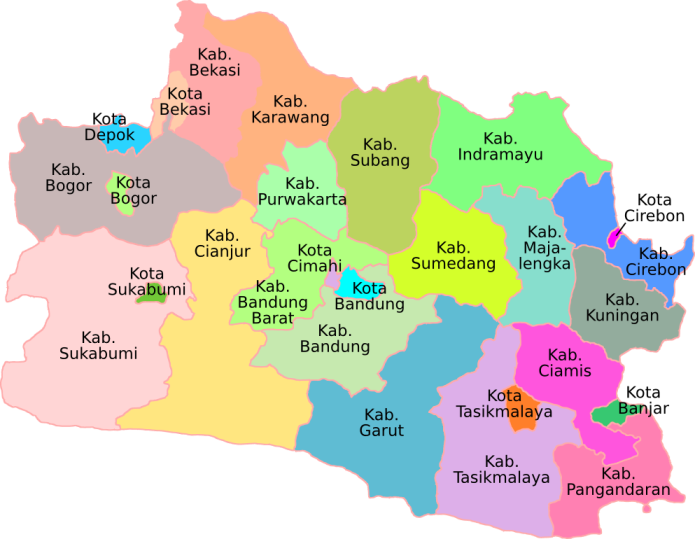 Kab.
Bekasi
Kota
Bekasi
Kab.
Karawang
Kota
Depok
Kab.
Bogor
Kota
Bogor
Kab.
Purwakarta
Kab.
Subang
Kab.
Indramayu
Kota
Cirebon
Kab.
Cirebon
Kab.
Maja-
lengka
Kab.
Sumedang
Kab.
Kuningan
Kab.
Cianjur
Kota
Cimahi
Kab.
Bandung
Barat
Kota
Bandung
Kab.
Bandung
Kota
Sukabumi
Kab.
Sukabumi
Kab.
Garut
Kota
Tasikmalaya
Kab.
Tasikmalaya
Kab.
Ciamis
Kota
Banjar
Kab.
Pangandaran